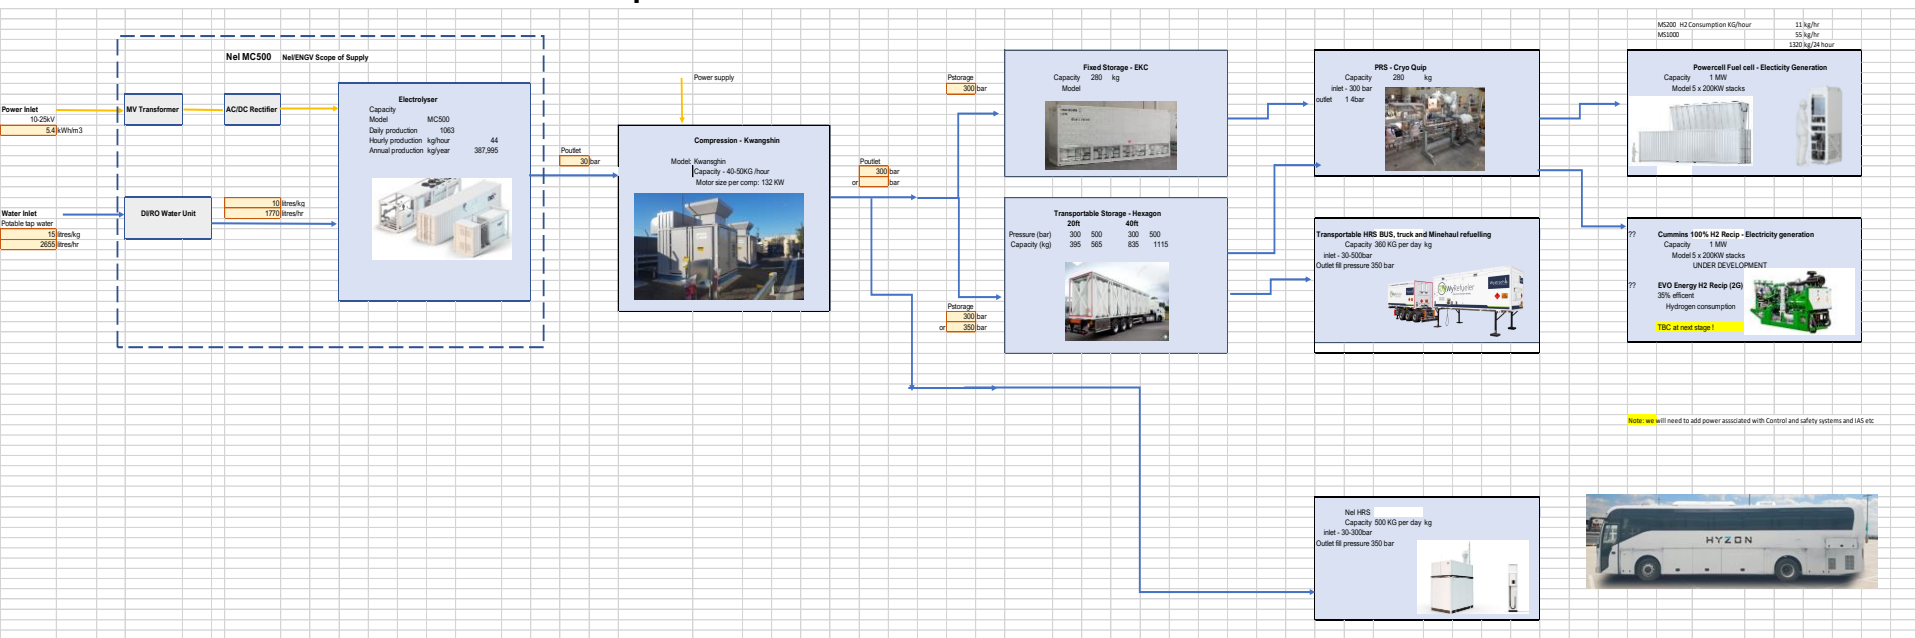 MS200 H2 Consumption KG/hour 11 kg/hr
MS1000 55 kg/hr
1320 kg/24 hour
Nel MC500 Nel/ENGV Scope of Supply
Power Inlet
10-25kV
5.4 kWh/m3
MV Transformer
AC/DC Rectifier
Electrolyser
Capacity
Model MC500
Daily production 1063
Hourly production kg/hour 44
Annual production kg/year 387,995
Water Inlet
Potable tap water
15 litres/kg
2655 litres/hr
DI/RO Water Unit
10 litres/kg
1770 litres/hr
Poutlet
30 bar
Power supply
Compression - Kwangshin
Model: Kwansghin
Capacity - 40-50KG /hour
Motor size per comp: 132 KW
Poutlet
300 bar
or bar
Pstorage
300 bar
Fixed Storage - EKC
Capacity 280 kg
Model
Transportable Storage - Hexagon
20ft 40ft
Pressure (bar) 300 500 300 500
Capacity (kg) 395 565 835 1115
Pstorage
300 bar
or 350 bar
PRS - Cryo Quip
Capacity 280 kg
inlet - 300 bar
outlet 1 4bar
Transportable HRS BUS, truck and Minehaul refuelling
Capacity 360 KG per day kg
inlet - 30-500bar
Outlet fill pressure 350 bar
WyRefueler
Powercell Fuel cell - Electicity Generation
Capacity 1 MW
Model 5 x 200KW stacks
?? Cummins 100% H2 Recip - Electricity generation
Capacity 1 MW
Model 5 x 200KW stacks
UNDER DEVELOPMENT
?? EVO Energy H2 Recip (2G)
35% efficent
Hydrogen consumption
TBC at next stage !
Note: we will need to add power asssciated with Control and safety systems and IAS etc
Nel HRS
Capacity 500 KG per day kg
inlet - 30-300bar
Outlet fill pressure 350 bar
HYZON